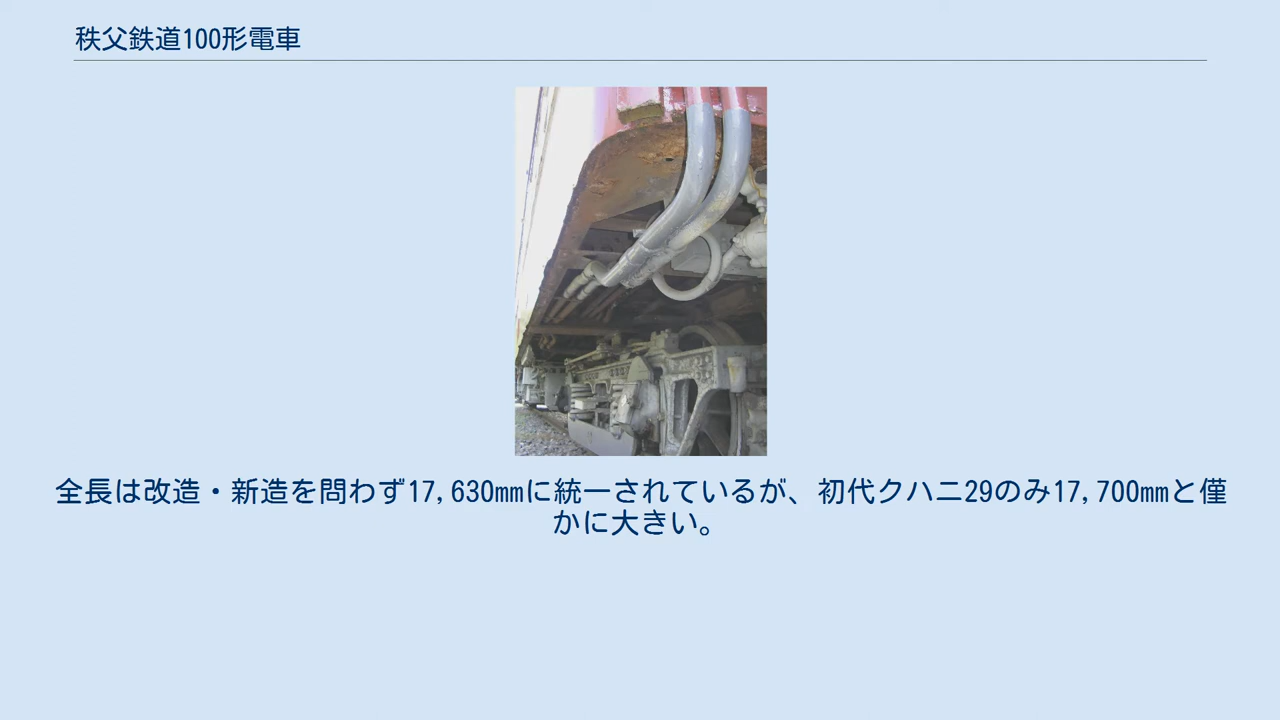 秩父鉄道100形電車
全長は改造・新造を問わず17,630mmに統一されているが、初代クハニ29のみ17,700mmと僅
かに大きい。